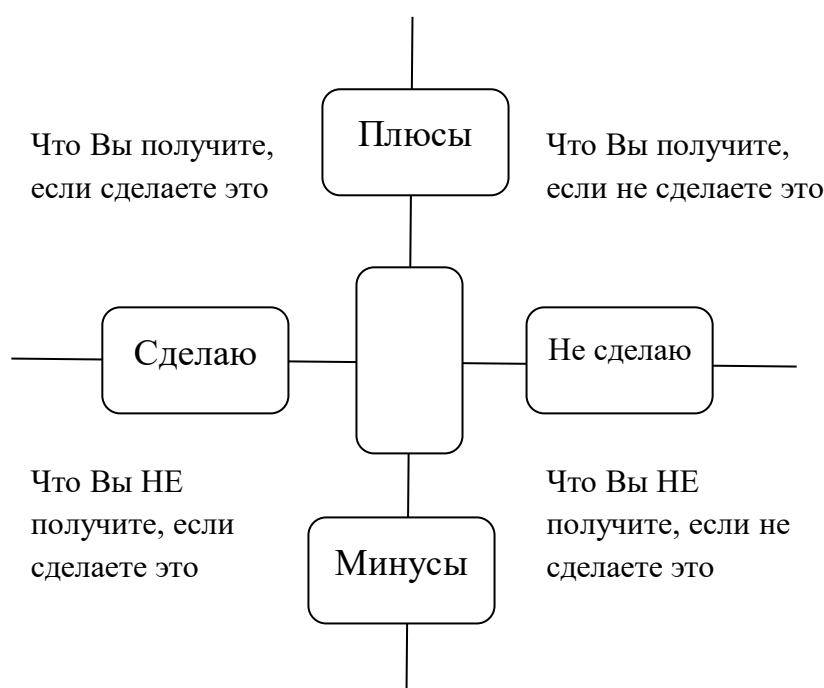 Плюсы
Что Вы получите,
если сделаете это
Что Вы получите,
если не сделаете это
Сделаю
Не сделаю
Что Вы НЕ
получите, если
сделаете это
Что Вы НЕ
получите, если не
сделаете это
Минусы